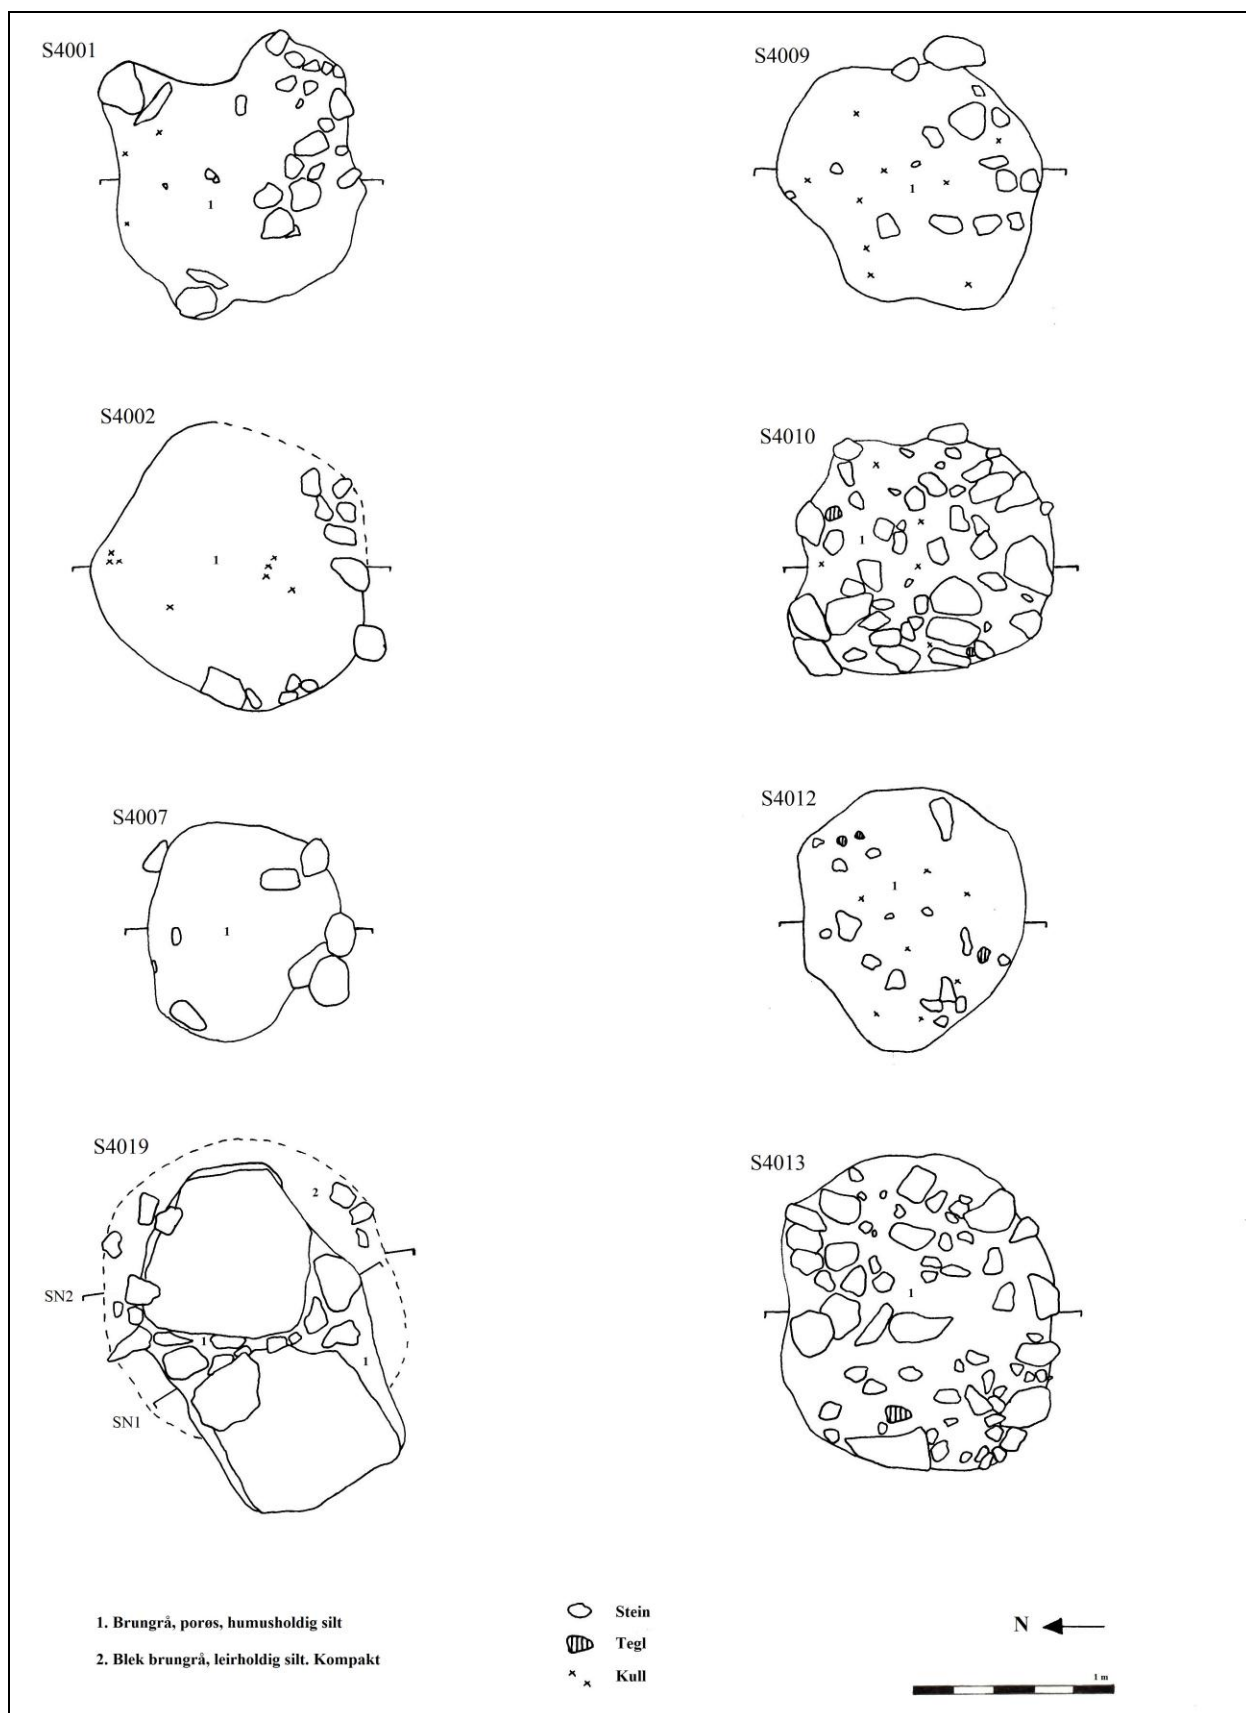 S4001
S4009
1
1
S4002
S4010
1
1
S4007
S4012
1
1
S4019
S4013
2
SN2
1
1
1
SN1
1. Brungrå, porøs, humusholdig silt
2. Blek brungrå, leirholdig silt. Kompakt
Stein
Tegl
Kull
N
1 m